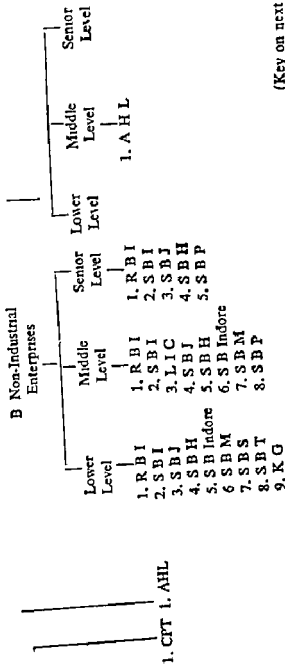 1. CPT
1. AHL
B Non-Industrial
Enterprises
Lower
Level
1. R B I
2. S B I
3. S B J
4. S B H
5. S B Indore
6 S B M
7. S B S
8. S B T
9. K G
Middle
Level
1. R B I
2. S B I
3. L I C
4. S B J
5. S B H
6. S B Indore
7. S B M
8. S B P
Senior
Level
1. R B I
2. S B I
3. S B J
4. S B H
5. S B P
Lower
Level
Middle
Level
1. A H L
Senior
Level
(Key on next